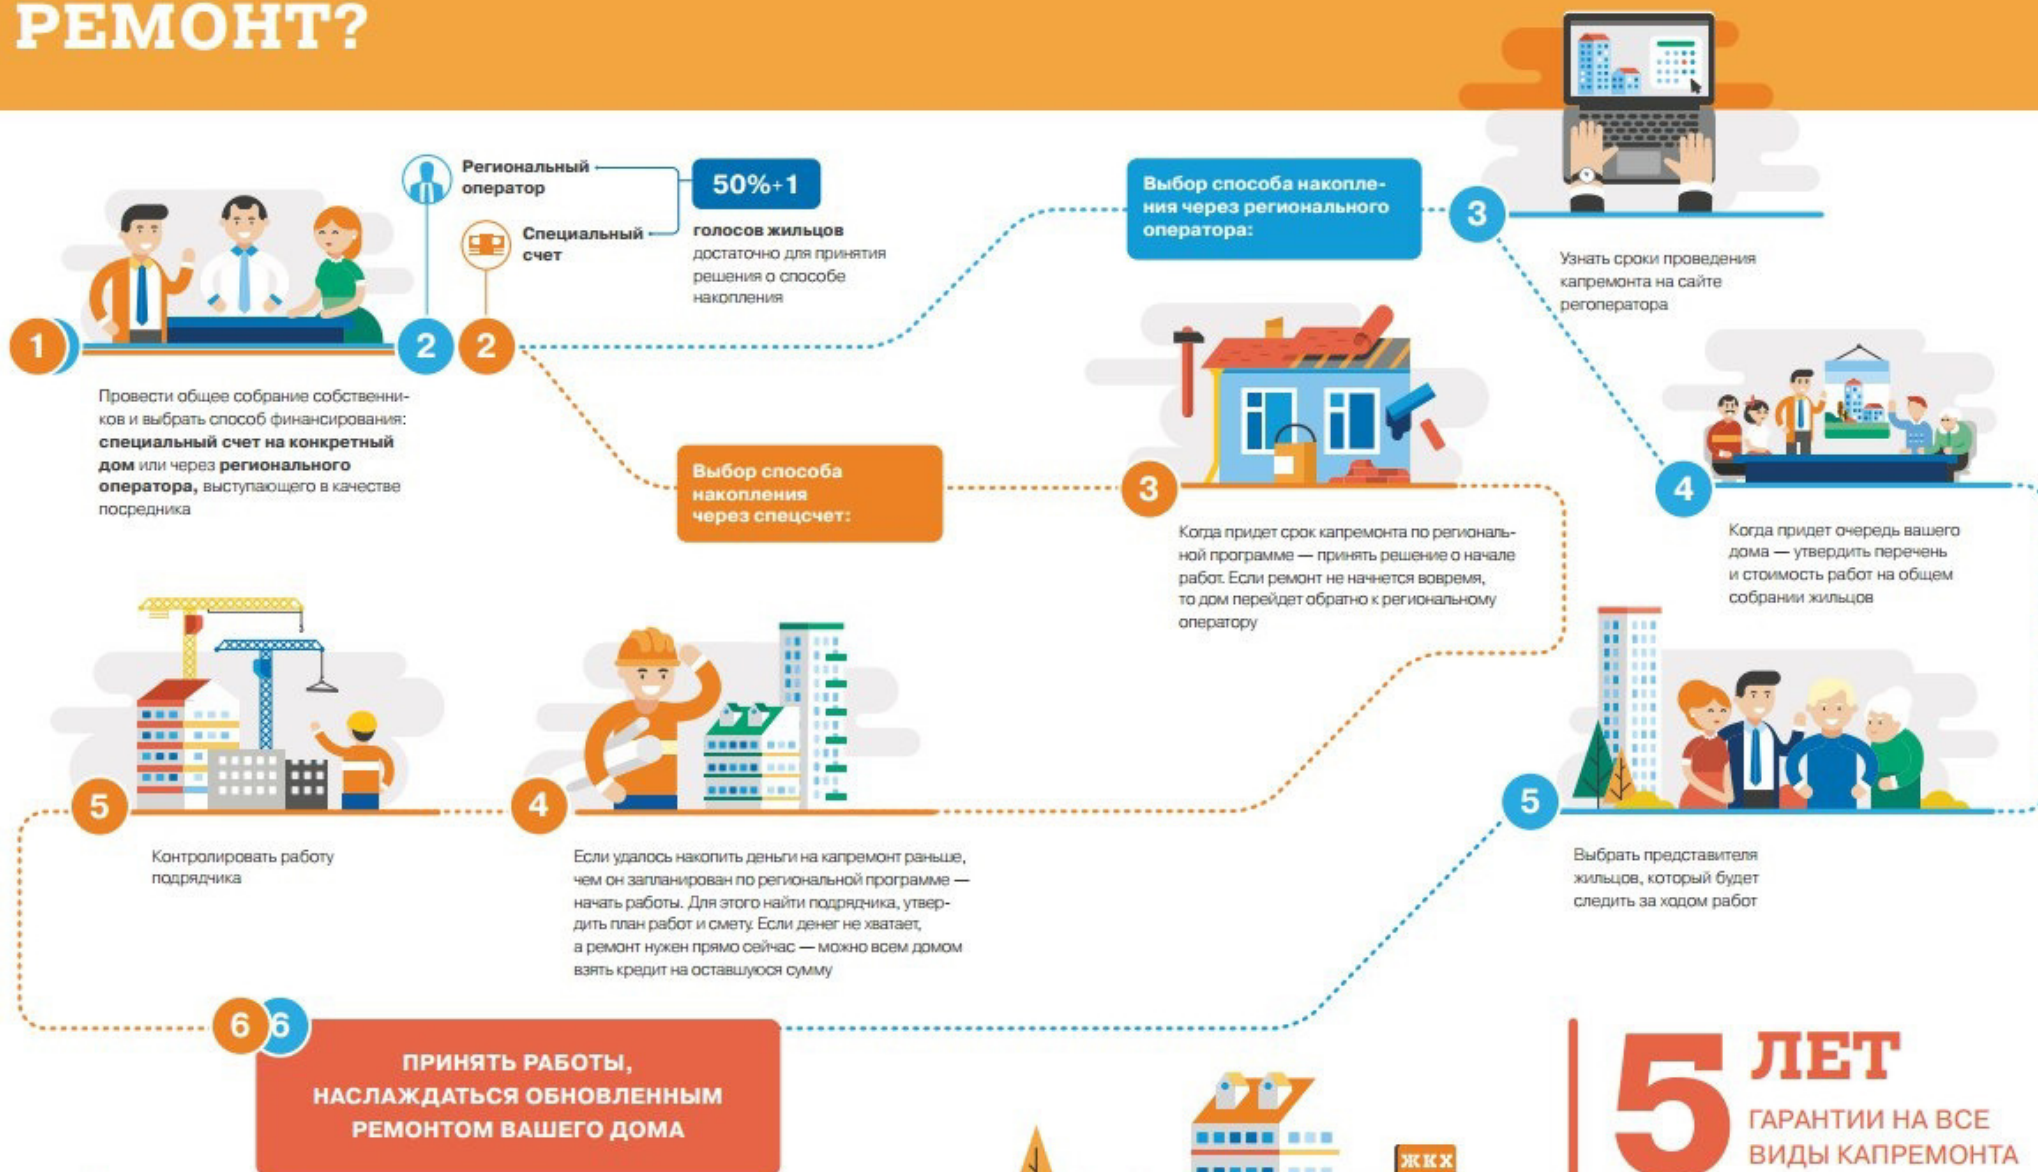 РЕМОНТ?
1
Провести общее собрание собственни-
ков и выбрать способ финансирования:
специальный счет на конкретный
дом или через регионального
оператора, выступающего в качестве
посредника
2
2
Региональный
оператор
Специальный
счет
50%+1
голосов жильцов
достаточно для принятия
решения о способе
накопления
Выбор способа накопле-
ния через регионального
оператора:
3
Узнать сроки проведения
капремонта на сайте
регоператора
4
Когда придет очередь вашего
дома — утвердить перечень
и стоимость работ на общем
собрании жильцов
5
Выбрать представителя
жильцов, который будет
следить за ходом работ
Выбор способа
накопления
через спецсчет:
3
Когда придет срок капремонта по региональ-
ной программе — принять решение о начале
работ. Если ремонт не начнется вовремя,
то дом перейдет обратно к региональному
оператору
4
Если удалось накопить деньги на капремонт раньше,
чем он запланирован по региональной программе —
начать работы. Для этого найти подрядчика, утвер-
дить план работ и смету. Если денег не хватает,
а ремонт нужен прямо сейчас — можно всем домом
взять кредит на оставшуюся сумму
5
Контролировать работу
подрядчика
6
6
ПРИНЯТЬ РАБОТЫ,
НАСЛАЖДАТЬСЯ ОБНОВЛЕННЫМ
РЕМОНТОМ ВАШЕГО ДОМА
ЖКХ
5 ЛЕТ
ГАРАНТИИ НА ВСЕ
ВИДЫ КАПРЕМОНТА